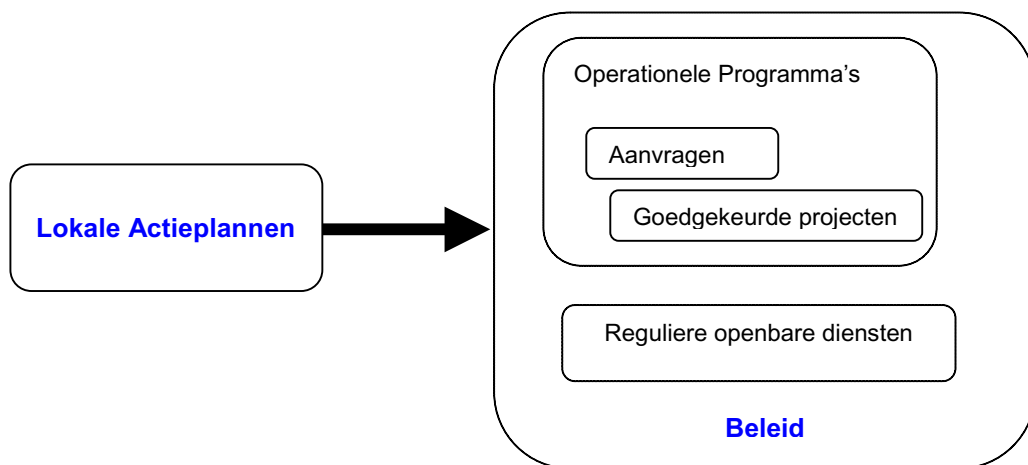 Operationele Programma's
Aanvragen
Goedgekeurde projecten
Lokale Actieplannen
Reguliere openbare diensten
Beleid